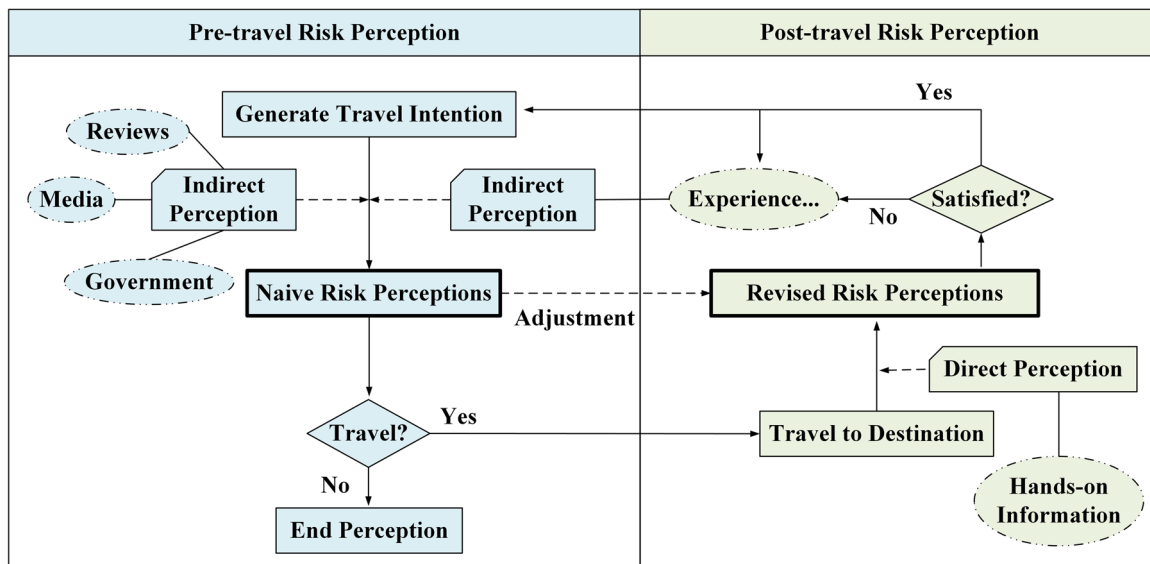 Pre-travel Risk Perception
Post-travel Risk Perception
Yes
Generate Travel Intention
Reviews
Media
Indirect
Perception
Indirect
Perception
Experience...
Satisfied?
No
Government
Naive Risk Perceptions
Adjustment
Revised Risk Perceptions
Direct Perception
Travel?
Yes
Travel to Destination
No
End Perception
Hands-on
Information